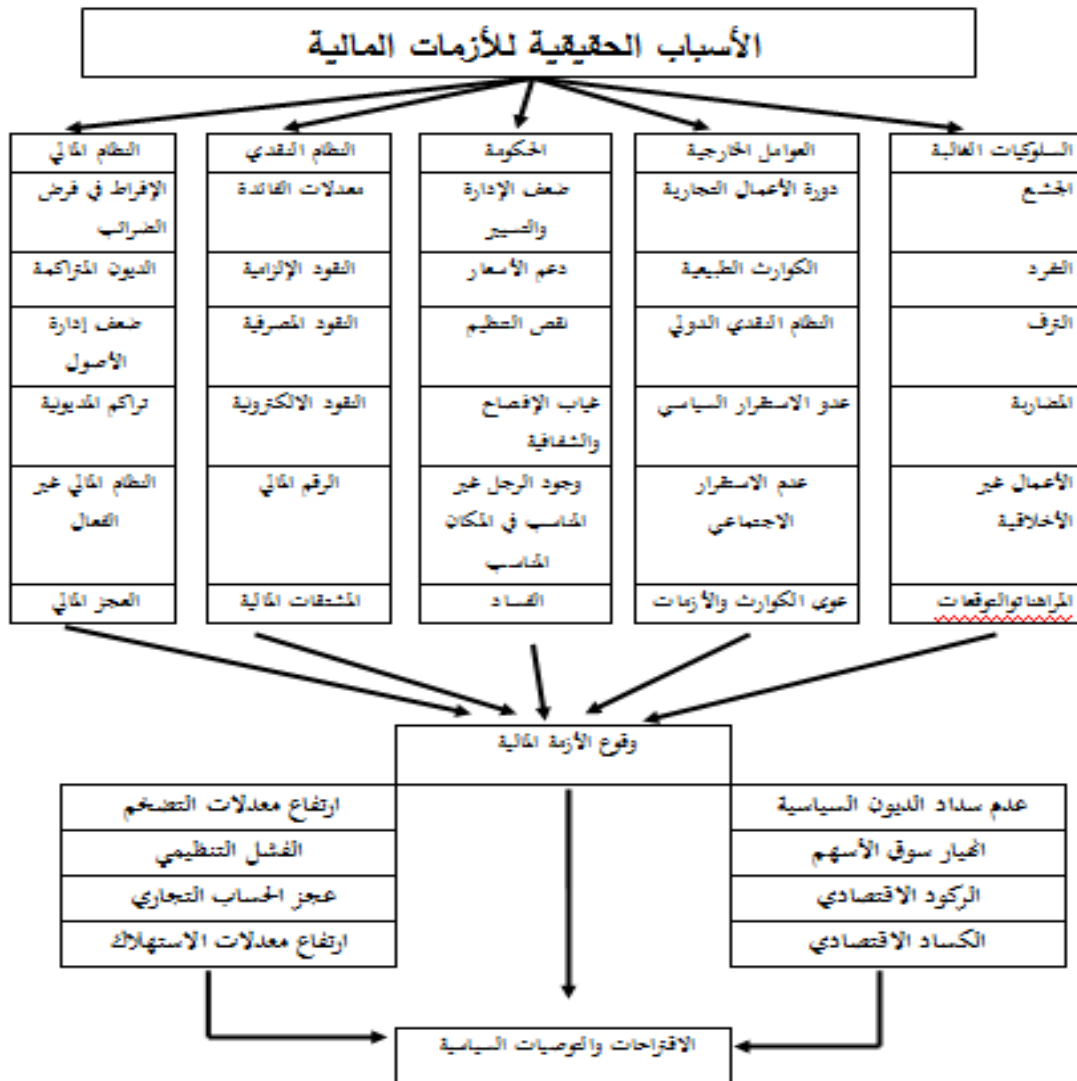 الأسباب الحقيقية للأزمات المالية
السلوكيات الغالبة
الجشع
التفرد
الترف
المضاربة
الأعمال غير
الأخلاقية
المراهناتوالتوقعات
العوامل الخارجية
دورة الأعمال التجارية
الكوارث الطبيعية
النظام النقدي الدولي
عدو الاستقرار السياسي
عدم الاستقرار
الاجتماعي
عوى الكوارث والأزمات
الحكومة
ضعف الإدارة
والتسيير
دعم الأسعار
نقص التنظيم
غياب الإفصاح
والشفافية
وجود الرجل غير
المناسب في المكان
المناسب
الفساد
النظام النقدي
معدلات الفائدة
النقود الإلزامية
النقود المصرفية
النقود الالكترونية
الرقم المالي
المشتقات المالية
النظام المالي
الإفراط في فرض
الضرائب
الديون المتراكمة
ضعف إدارة
الأصول
تراكم المديونية
النظام المالي غير
الفعال
العجز المالي
وقوع الأزمة المالية
عدم سداد الديون السياسية
انهيار سوق الأسهم
الركود الاقتصادي
الكساد الاقتصادي
ارتفاع معدلات التضخم
الفشل التنظيمي
عجز الحساب التجاري
ارتفاع معدلات الاستهلاك
الاقتراحات والتوصيات السياسية